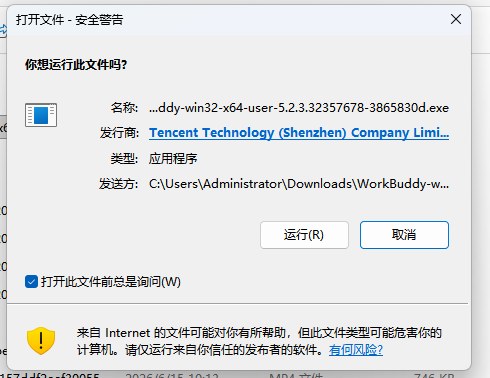 打开文件 - 安全警告
你想运行此文件吗?
名称: ...ddy-win32-x64-user-5.2.3.32357678-3865830d.exe
发行商: Tencent Technology (Shenzhen) Company Limi...
类型: 应用程序
发送方: C:\Users\Administrator\Downloads\WorkBuddy-w...
运行(R)
取消
打开此文件前总是询问(W)
来自 Internet 的文件可能对你有所帮助，但此文件类型可能危害你的
计算机。请仅运行来自你信任的发布者的软件。有何风险?